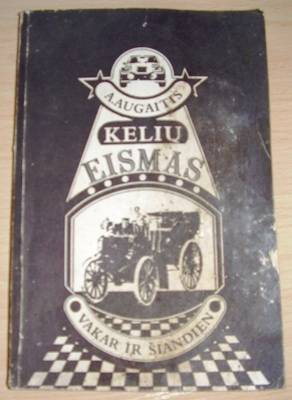 A.AUGAITIS
KELIŲ
EISMAS
VAKAR IR ŠIANDIEN